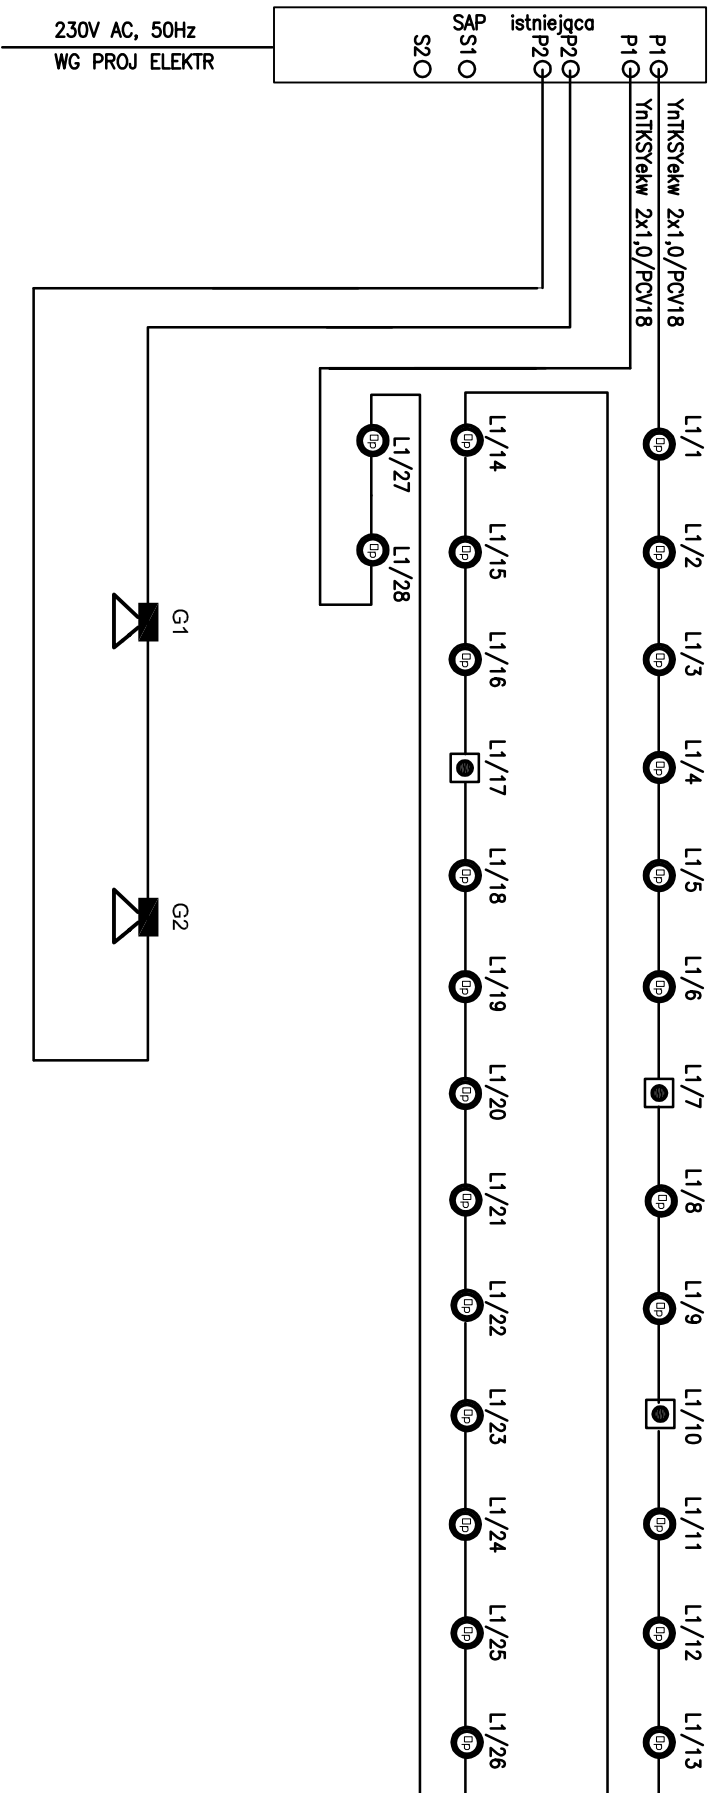 230V AC, 50Hz
WG PROJ ELEKTR
SAP istniejąca
S2
S1
P2
P2
P1
P1
YnTKSYekw 2x1,0/PCV18
YnTKSYekw 2x1,0/PCV18
L1/1
L1/2
L1/3
L1/4
L1/5
L1/6
L1/7
L1/8
L1/9
L1/10
L1/11
L1/12
L1/13
L1/14
L1/15
L1/16
L1/17
L1/18
L1/19
L1/20
L1/21
L1/22
L1/23
L1/24
L1/25
L1/26
L1/27
L1/28
G1
G2